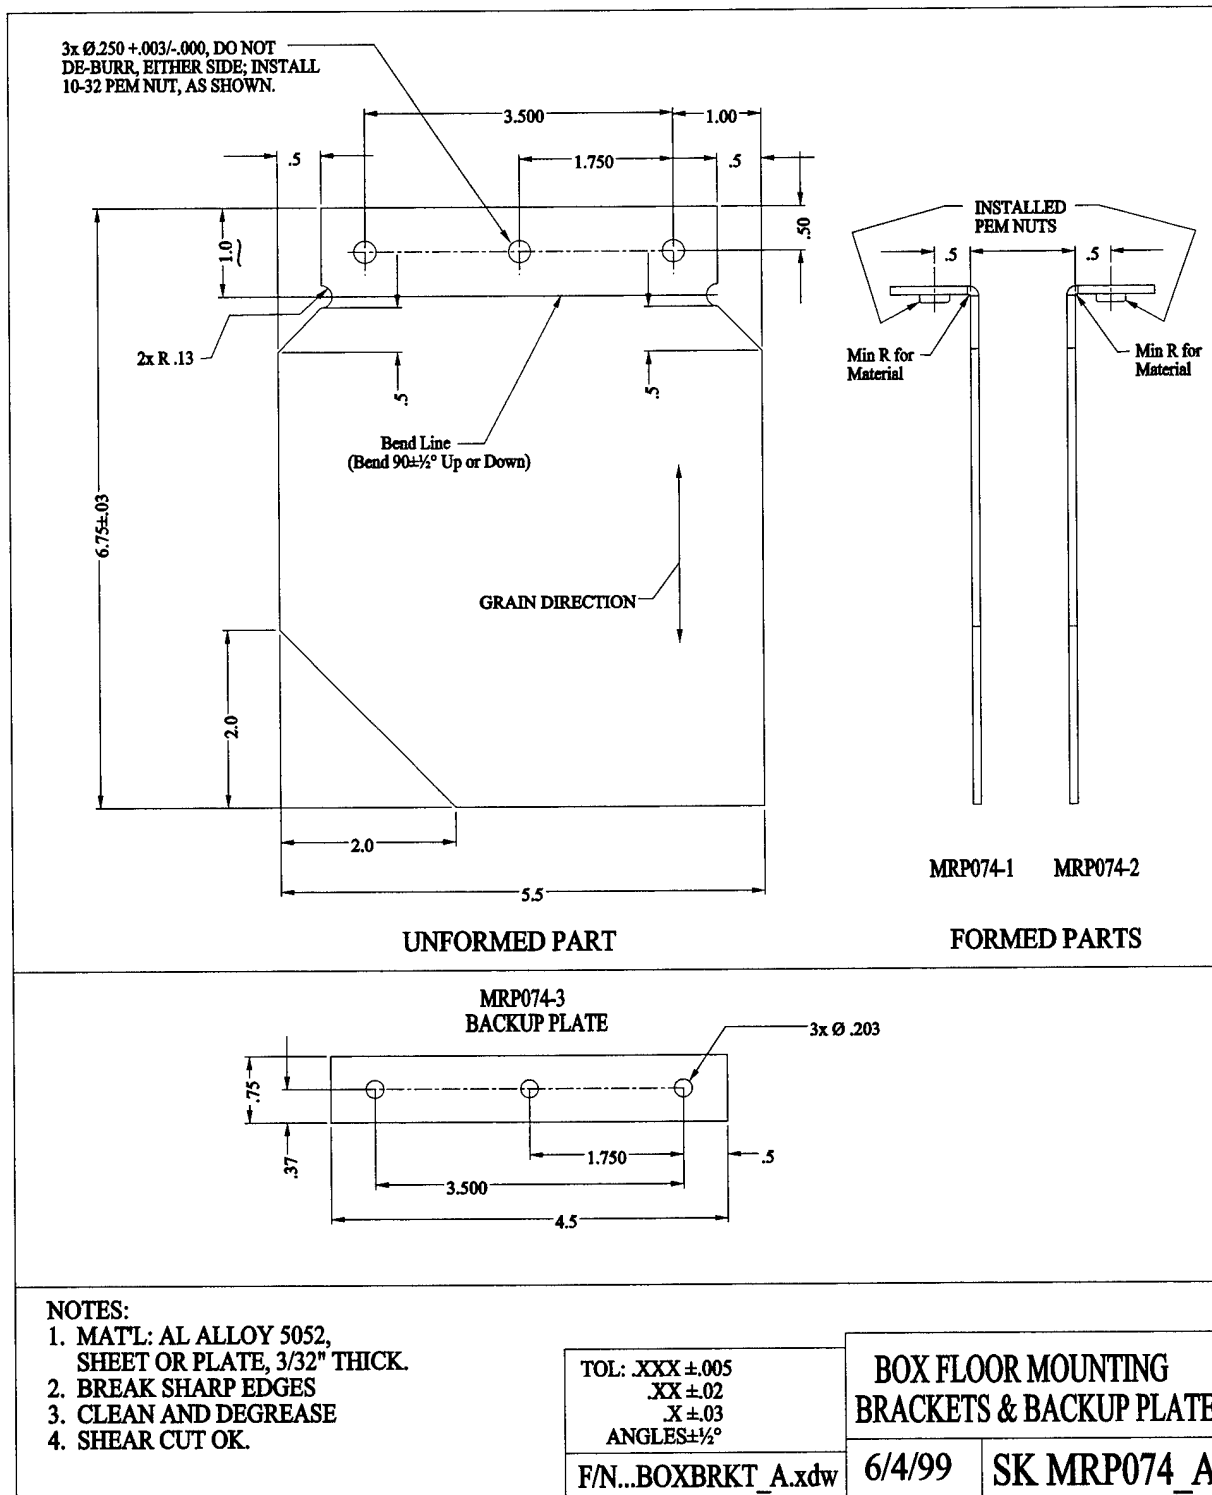 3x Ø.250 +.003/-.000, DO NOT
DE-BURR, EITHER SIDE; INSTALL
10-32 PEM NUT, AS SHOWN.
3.500
1.00
.5
1.750
.5
1.0
.50
INSTALLED
PEM NUTS
.5
.5
2x R .13
.5
.5
Min R for
Material
Min R for
Material
Bend Line
(Bend 90±½° Up or Down)
6.75±.03
GRAIN DIRECTION
2.0
2.0
5.5
MRP074-1
MRP074-2
UNFORMED PART
FORMED PARTS
MRP074-3
BACKUP PLATE
3x Ø .203
.75
.37
1.750
.5
3.500
4.5
NOTES:
1. MAT'L: AL ALLOY 5052,
SHEET OR PLATE, 3/32" THICK.
2. BREAK SHARP EDGES
3. CLEAN AND DEGREASE
4. SHEAR CUT OK.
TOL: .XXX ±.005
.XX ±.02
.X ±.03
ANGLES±½°
F/N...BOXBRKT_A.xdw
BOX FLOOR MOUNTING
BRACKETS & BACKUP PLATE
6/4/99
SK MRP074_A